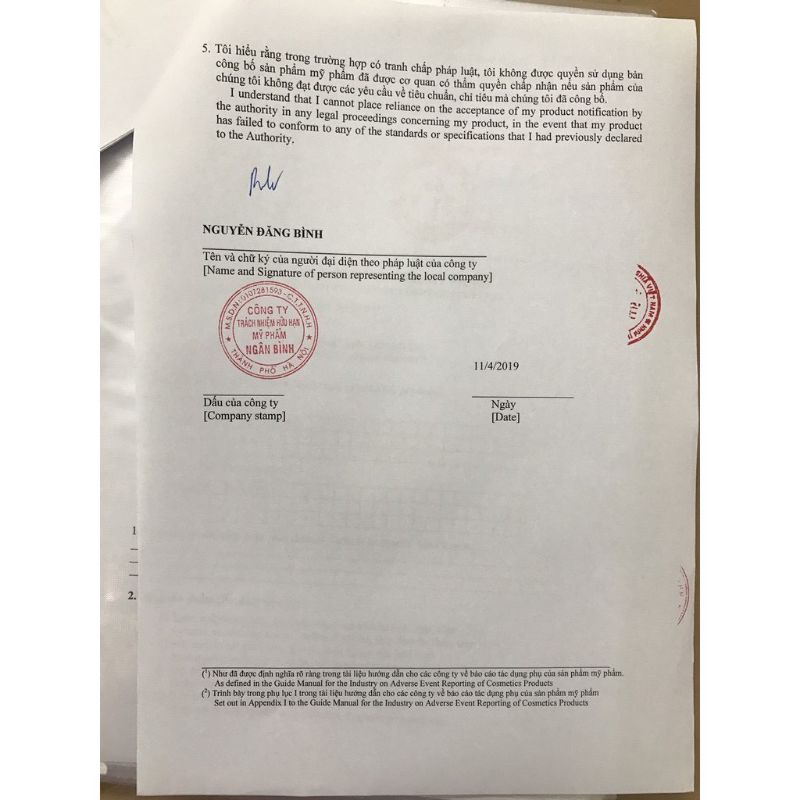 5. Tôi hiểu rằng trong trường hợp có tranh chấp pháp luật, tôi không được quyền sử dụng bản
công bố sản phẩm mỹ phẩm đã được cơ quan có thẩm quyền chấp nhận nếu sản phẩm của
chúng tôi không đạt được các yêu cầu về tiêu chuẩn, chỉ tiêu mà chúng tôi đã công bố.
I understand that I cannot place reliance on the acceptance of my product notification by
the authority in any legal proceedings concerning my product, in the event that my product
has failed to conform to any of the standards or specifications that I had previously declared
to the Authority.
NGUYỄN ĐĂNG BÌNH
Tên và chữ ký của người đại diện theo pháp luật của công ty
[Name and Signature of person representing the local company]
M.S.D.N: 0107281593 - C.T.T.N.H.H
CÔNG TY
TRÁCH NHIỆM HỮU HẠN
MỸ PHẨM
NGÂN BÌNH
THÀNH PHỐ HÀ NỘI
11/4/2019
Dấu của công ty
[Company stamp]
Ngày
[Date]
VIỆT NAM
1
2.
(1) Như đã được định nghĩa rõ ràng trong tài liệu hướng dẫn cho các công ty về báo cáo tác dụng phụ của sản phẩm mỹ phẩm.
As defined in the Guide Manual for the Industry on Adverse Event Reporting of Cosmetics Products
(2) Trình bày trong phụ lục I trong tài liệu hướng dẫn cho các công ty về báo cáo tác dụng phụ của sản phẩm mỹ phẩm
Set out in Appendix I to the Guide Manual for the Industry on Adverse Event Reporting of Cosmetics Products